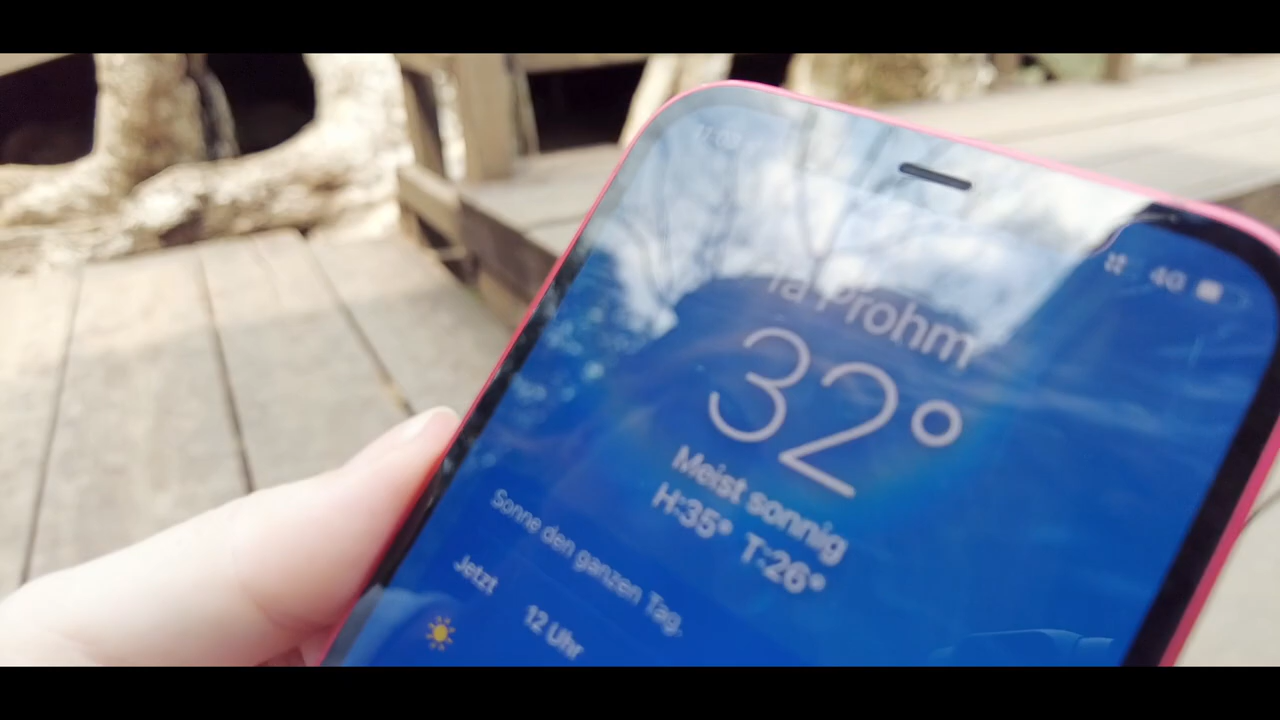 4G
Ta Prohm
32°
Meist sonnig
H:35° T:26°
Sonne den ganzen Tag.
Jetzt
12 Uhr